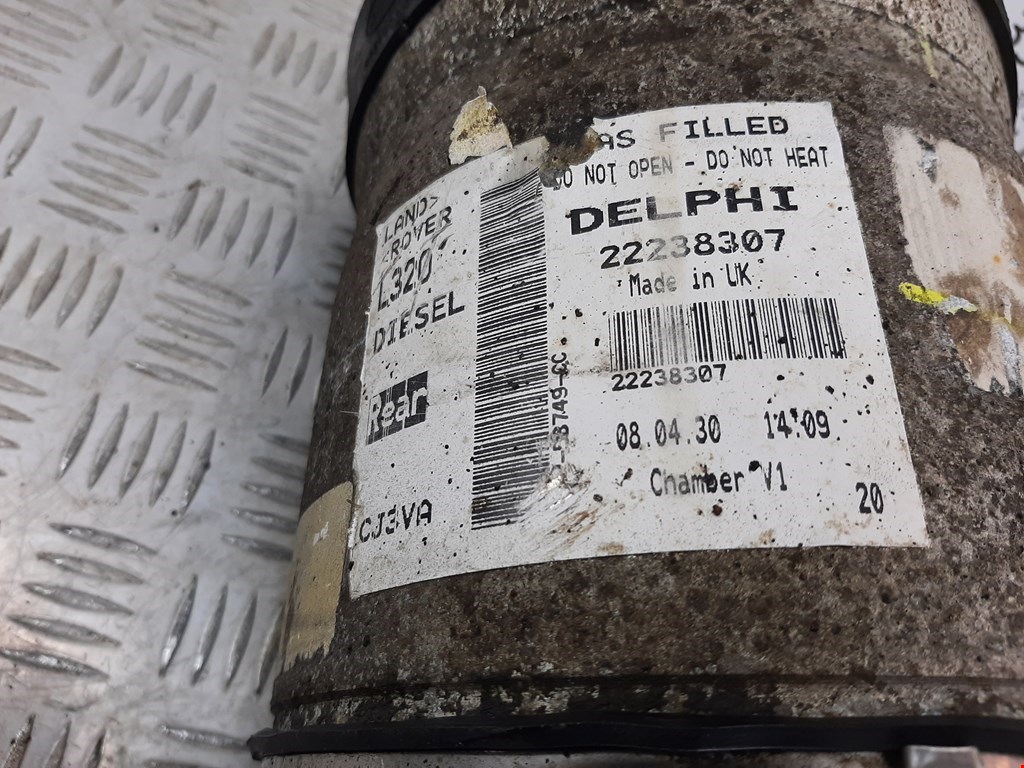 LAND>
<ROVER
L320
DIESEL
Rear
CJ3VA
AS FILLED
DO NOT OPEN - DO NOT HEAT
DELPHI
22238307
Made in UK
22238307
08.04.30 14:09
Chamber V1
20